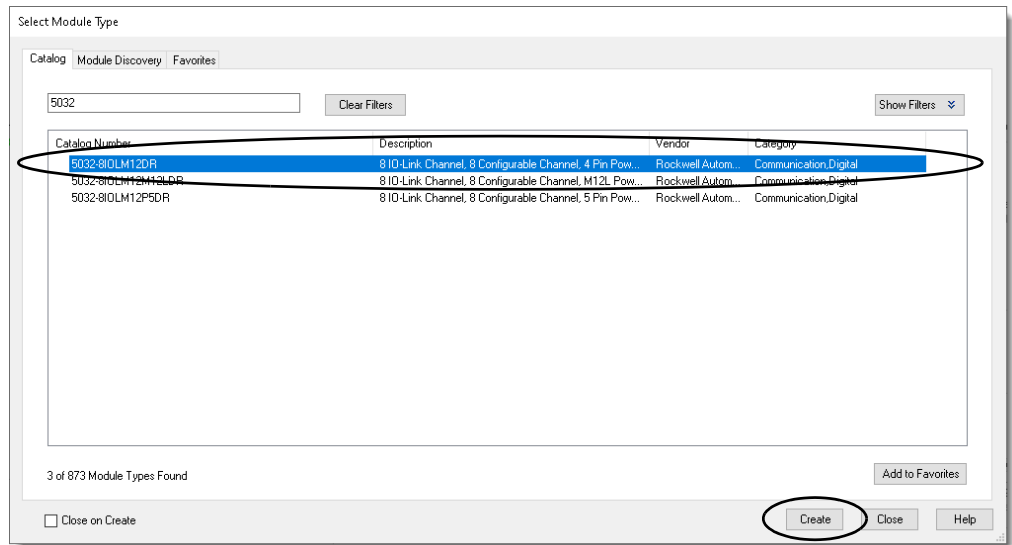 Select Module Type
Catalog Module Discovery Favorites
5032 Clear Filters Show Filters
Catalog Number Description Vendor Category
5032-8IOLM12DR 8 IO-Link Channel, 8 Configurable Channel, 4 Pin Pow... Rockwell Autom... Communication,Digital
5032-8IOLM12M12LDR 8 IO-Link Channel, 8 Configurable Channel, M12L Pow... Rockwell Autom... Communication,Digital
5032-8IOLM12P5DR 8 IO-Link Channel, 8 Configurable Channel, 5 Pin Pow... Rockwell Autom... Communication,Digital
3 of 873 Module Types Found Add to Favorites
Close on Create Create Close Help